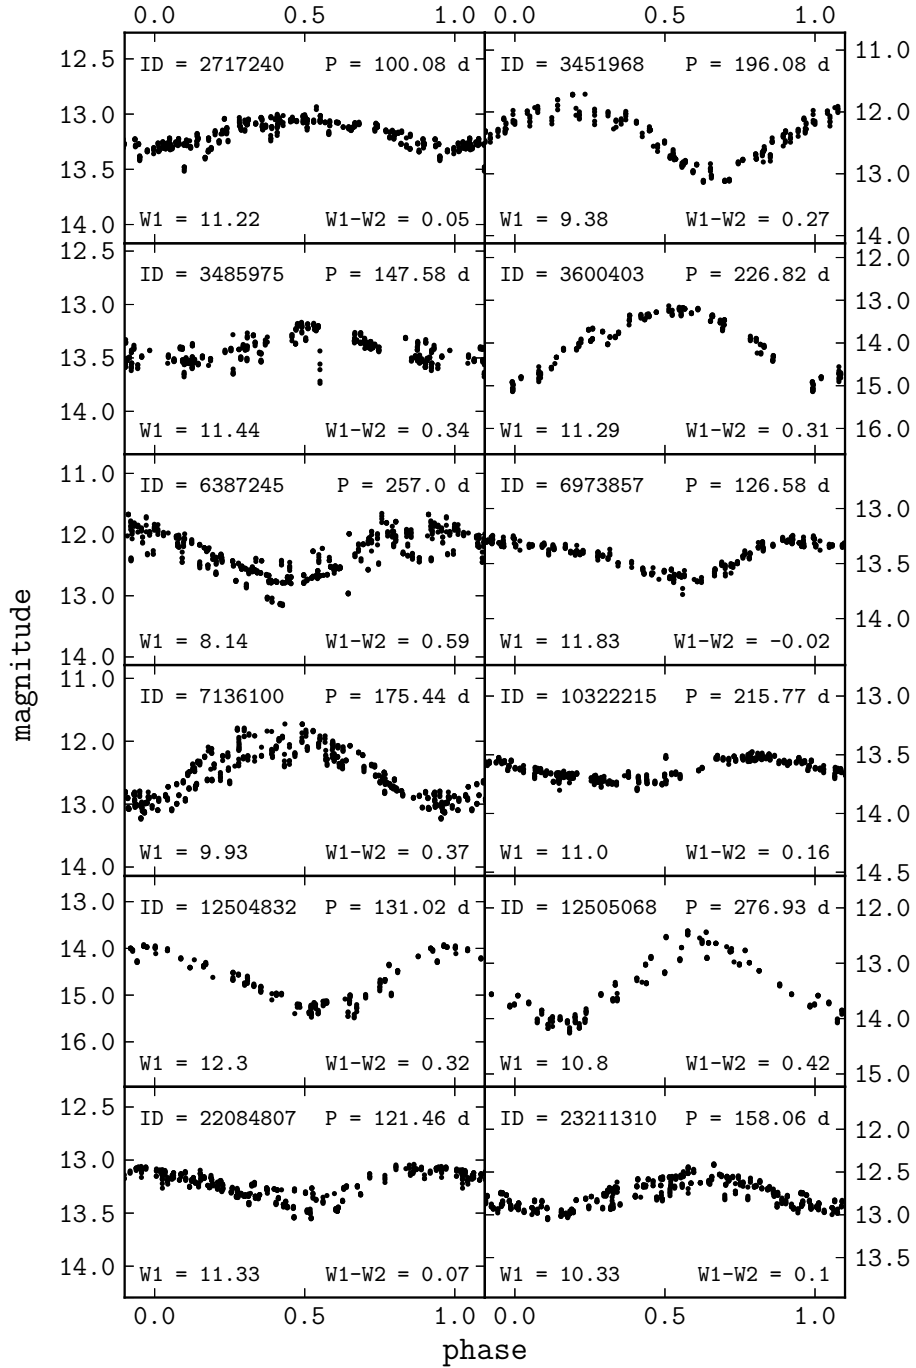 0.0 0.5 1.0 0.0 0.5 1.0
12.5
13.0
13.5
14.0
ID = 2717240 P = 100.08 d
W1 = 11.22 W1-W2 = 0.05
ID = 3451968 P = 196.08 d
W1 = 9.38 W1-W2 = 0.27
11.0
12.0
13.0
14.0
12.5
13.0
13.5
14.0
ID = 3485975 P = 147.58 d
W1 = 11.44 W1-W2 = 0.34
ID = 3600403 P = 226.82 d
W1 = 11.29 W1-W2 = 0.31
12.0
13.0
14.0
15.0
16.0
11.0
12.0
13.0
14.0
ID = 6387245 P = 257.0 d
W1 = 8.14 W1-W2 = 0.59
ID = 6973857 P = 126.58 d
W1 = 11.83 W1-W2 = -0.02
13.0
13.5
14.0
magnitude
11.0
12.0
13.0
14.0
ID = 7136100 P = 175.44 d
W1 = 9.93 W1-W2 = 0.37
ID = 10322215 P = 215.77 d
W1 = 11.0 W1-W2 = 0.16
13.0
13.5
14.0
14.5
13.0
14.0
15.0
16.0
ID = 12504832 P = 131.02 d
W1 = 12.3 W1-W2 = 0.32
ID = 12505068 P = 276.93 d
W1 = 10.8 W1-W2 = 0.42
12.0
13.0
14.0
15.0
12.5
13.0
13.5
14.0
ID = 22084807 P = 121.46 d
W1 = 11.33 W1-W2 = 0.07
ID = 23211310 P = 158.06 d
W1 = 10.33 W1-W2 = 0.1
12.0
12.5
13.0
13.5
0.0 0.5 1.0 0.0 0.5 1.0
phase